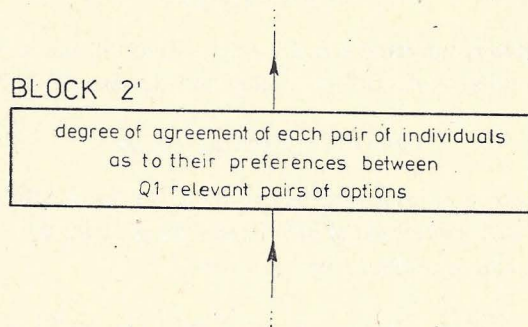 BLOCK 2'
degree of agreement of each pair of individuals
as to their preferences between
Q1 relevant pairs of options